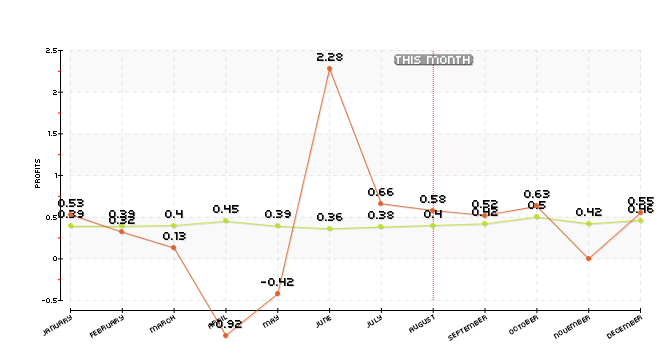 2.5
2
1.5
1
0.5
0
-0.5
PROFITS
THIS MONTH
0.53
0.39
0.39
0.32
0.4
0.13
0.45
-0.92
0.39
-0.42
2.28
0.36
0.66
0.38
0.58
0.4
0.52
0.42
0.63
0.5
0.42
0.55
0.46
JANUARY
FEBRUARY
MARCH
APRIL
MAY
JUNE
JULY
AUGUST
SEPTEMBER
OCTOBER
NOVEMBER
DECEMBER